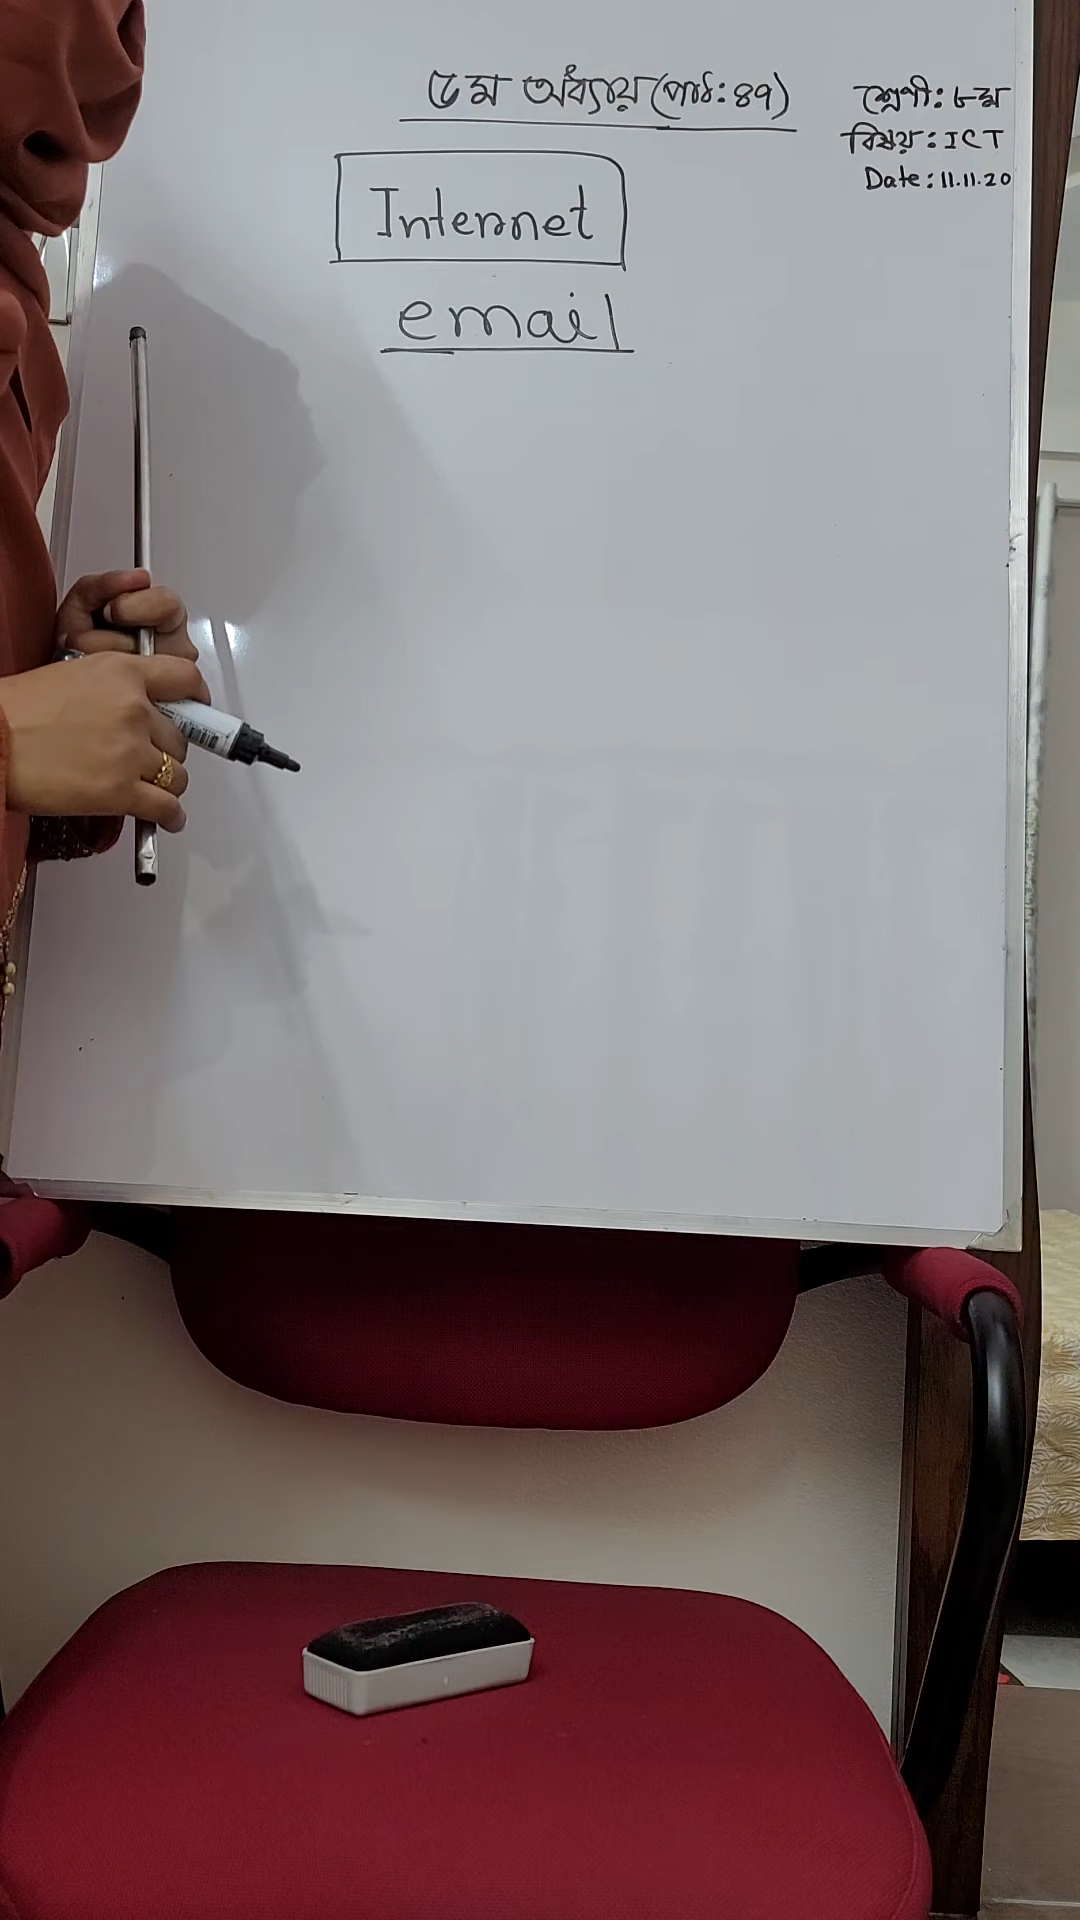 ৫ম অধ্যায় (পাঠ: ৪৭)
শ্রেণী: ৮ম
বিষয়: ICT
Date: 11.11.20
Internet
email